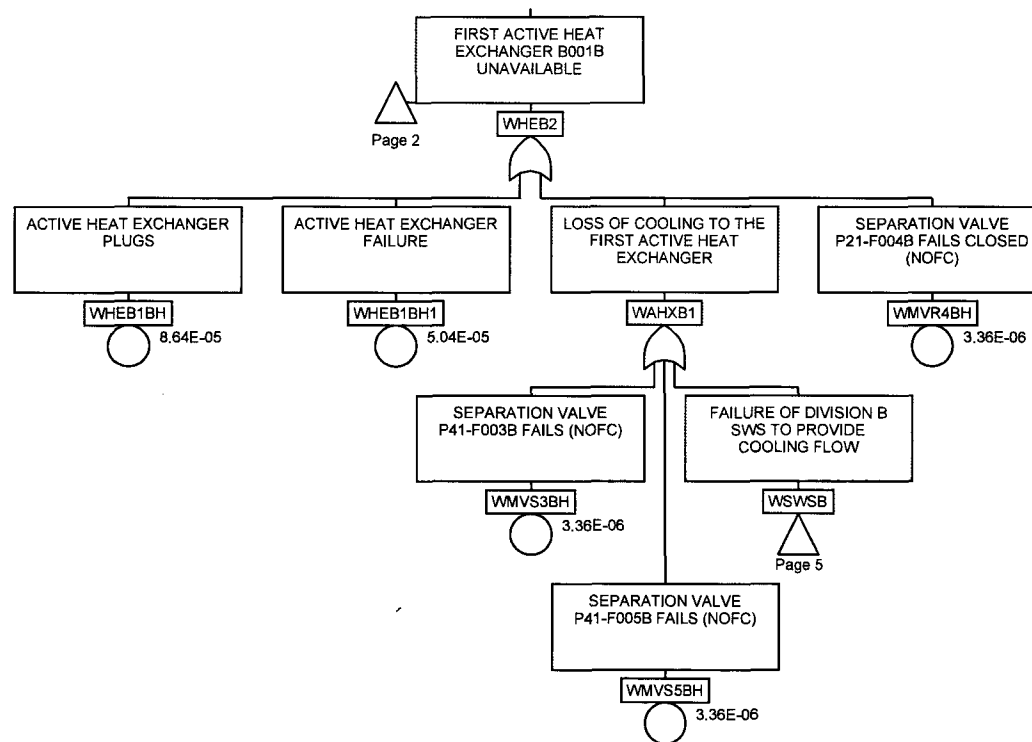 FIRST ACTIVE HEAT
EXCHANGER B001B
UNAVAILABLE
Page 2
WHEB2
ACTIVE HEAT EXCHANGER
PLUGS
WHEB1BH
8.64E-05
ACTIVE HEAT EXCHANGER
FAILURE
WHEB1BH1
5.04E-05
LOSS OF COOLING TO THE
FIRST ACTIVE HEAT
EXCHANGER
WAHXB1
SEPARATION VALVE
P21-F004B FAILS CLOSED
(NOFC)
WMVR4BH
3.36E-06
SEPARATION VALVE
P41-F003B FAILS (NOFC)
WMVS3BH
3.36E-06
FAILURE OF DIVISION B
SWS TO PROVIDE
COOLING FLOW
WSWSB
Page 5
SEPARATION VALVE
P41-F005B FAILS (NOFC)
WMVS5BH
3.36E-06